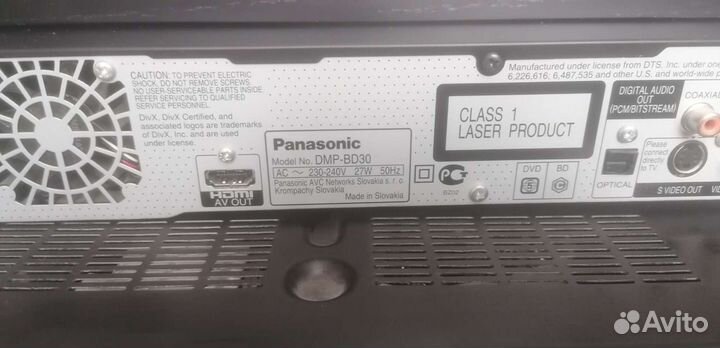 CAUTION: TO PREVENT ELECTRIC
SHOCK, DO NOT REMOVE SCREWS.
NO USER-SERVICEABLE PARTS INSIDE.
REFER SERVICING TO QUALIFIED
SERVICE PERSONNEL.
DivX, DivX Certified, and
associated logos are trademarks
of DivX, Inc. and are used
under license.
HDMI
AV OUT
Panasonic
Model No. DMP-BD30
AC ~ 230-240V 27W 50Hz
Panasonic AVC Networks Slovakia s. r. o.
Krompachy Slovakia
Made in Slovakia
CLASS 1
LASER PRODUCT
БZ02
DVD
5
BD
C
Manufactured under license from DTS, Inc. under one
6,226,616; 6,487,535 and other U.S. and world-wide p
DIGITAL AUDIO
OUT
(PCM/BITSTREAM)
COAXIAL
Please
connect
directly
to TV.
OPTICAL
S VIDEO OUT
VI
Avito